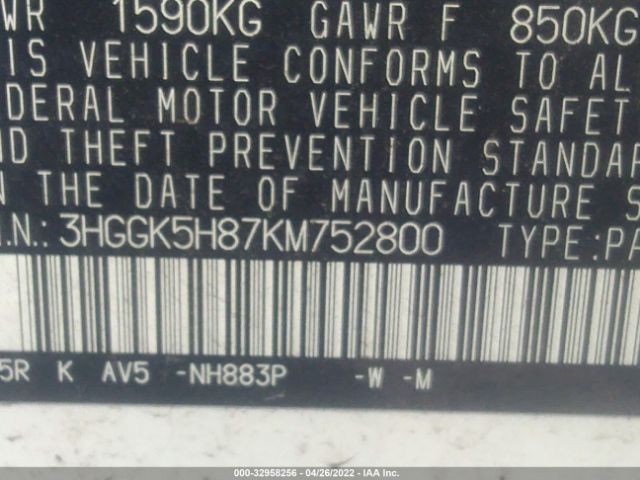 WR 1590KG GAWR F 850KG
IS VEHICLE CONFORMS TO AL
DERAL MOTOR VEHICLE SAFET
ND THEFT PREVENTION STANDAR
N THE DATE OF MANUFACTURE S
.N.: 3HGGK5H87KM752800 TYPE:PA
5R K AV5 -NH883P -W -M
000-32958256 - 04/26/2022 - IAA, Inc.